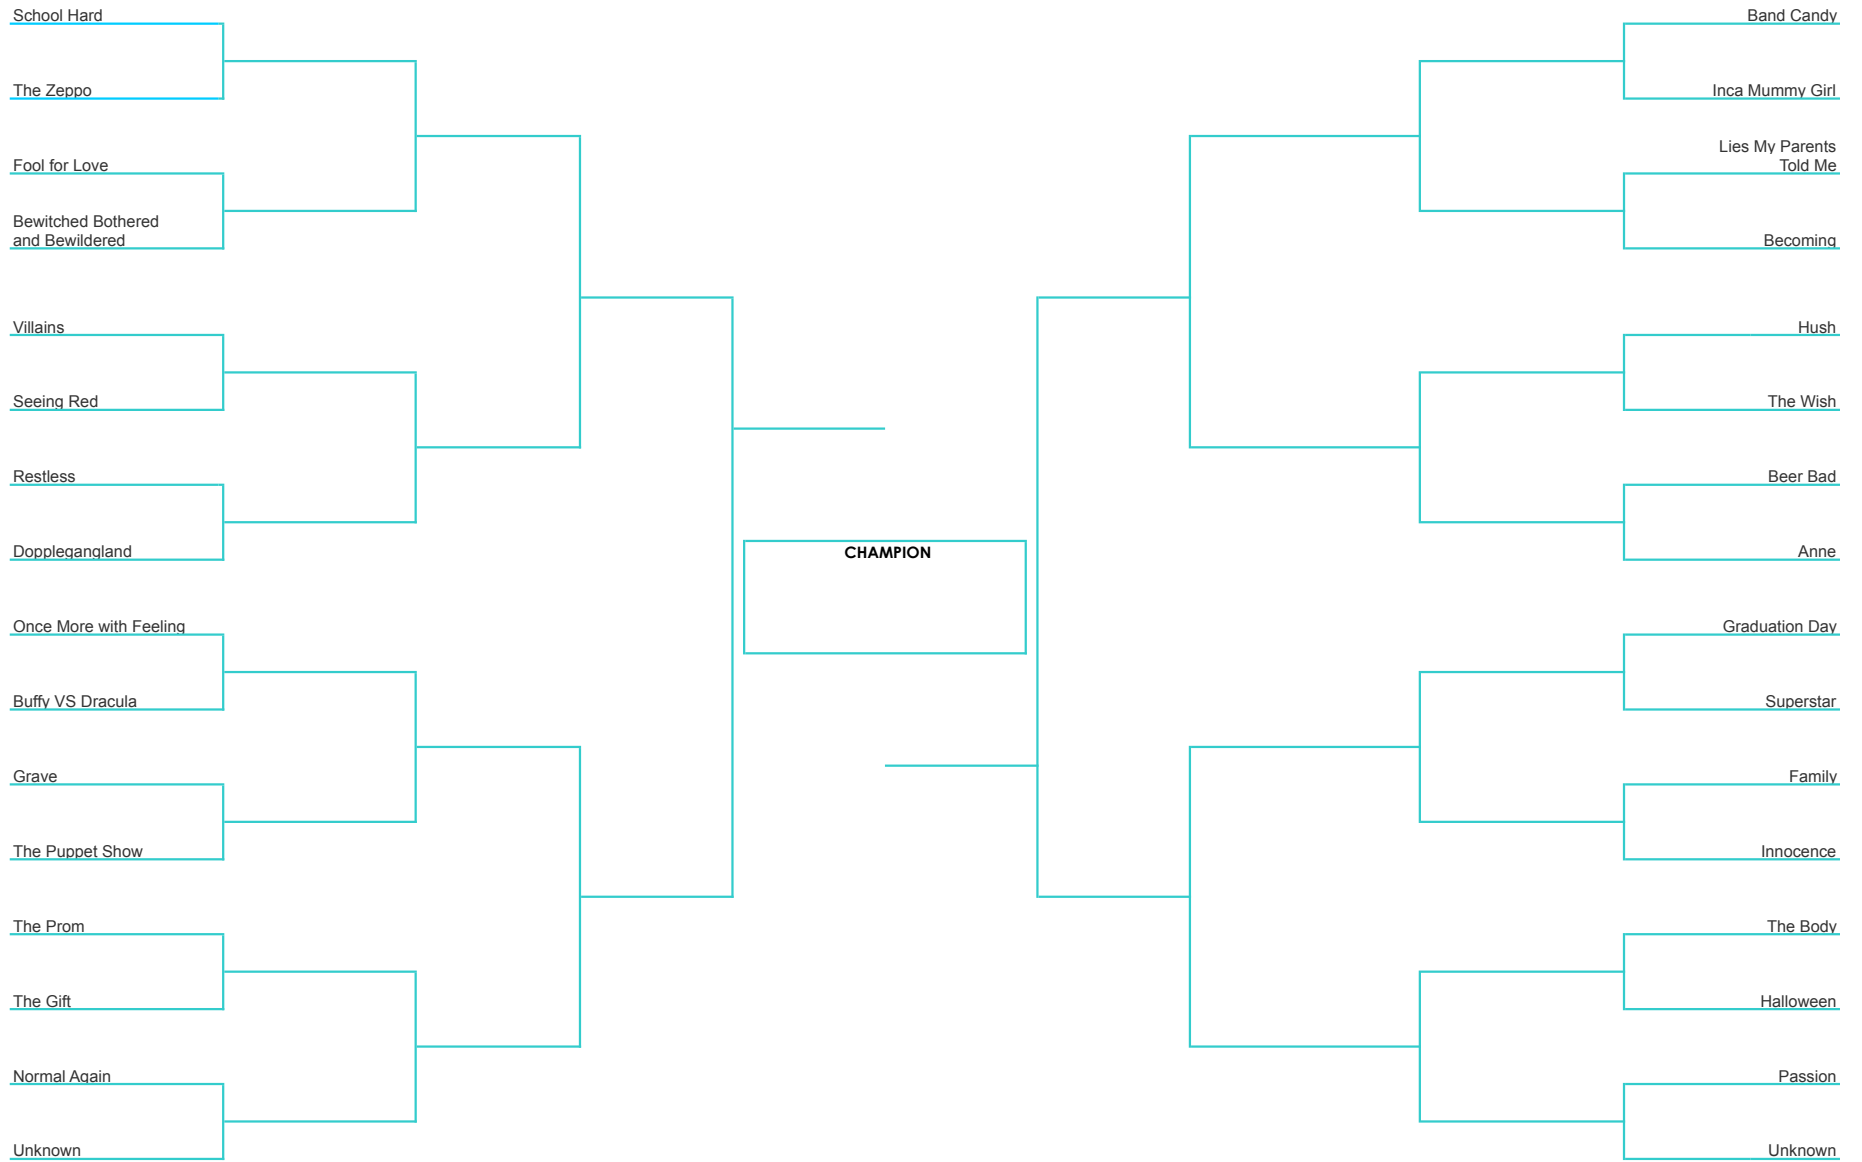 School Hard
The Zeppo
Fool for Love
Bewitched Bothered
and Bewildered
Villains
Seeing Red
Restless
Dopplegangland
Once More with Feeling
Buffy VS Dracula
Grave
The Puppet Show
The Prom
The Gift
Normal Again
Unknown
CHAMPION
Band Candy
Inca Mummy Girl
Lies My Parents
Told Me
Becoming
Hush
The Wish
Beer Bad
Anne
Graduation Day
Superstar
Family
Innocence
The Body
Halloween
Passion
Unknown